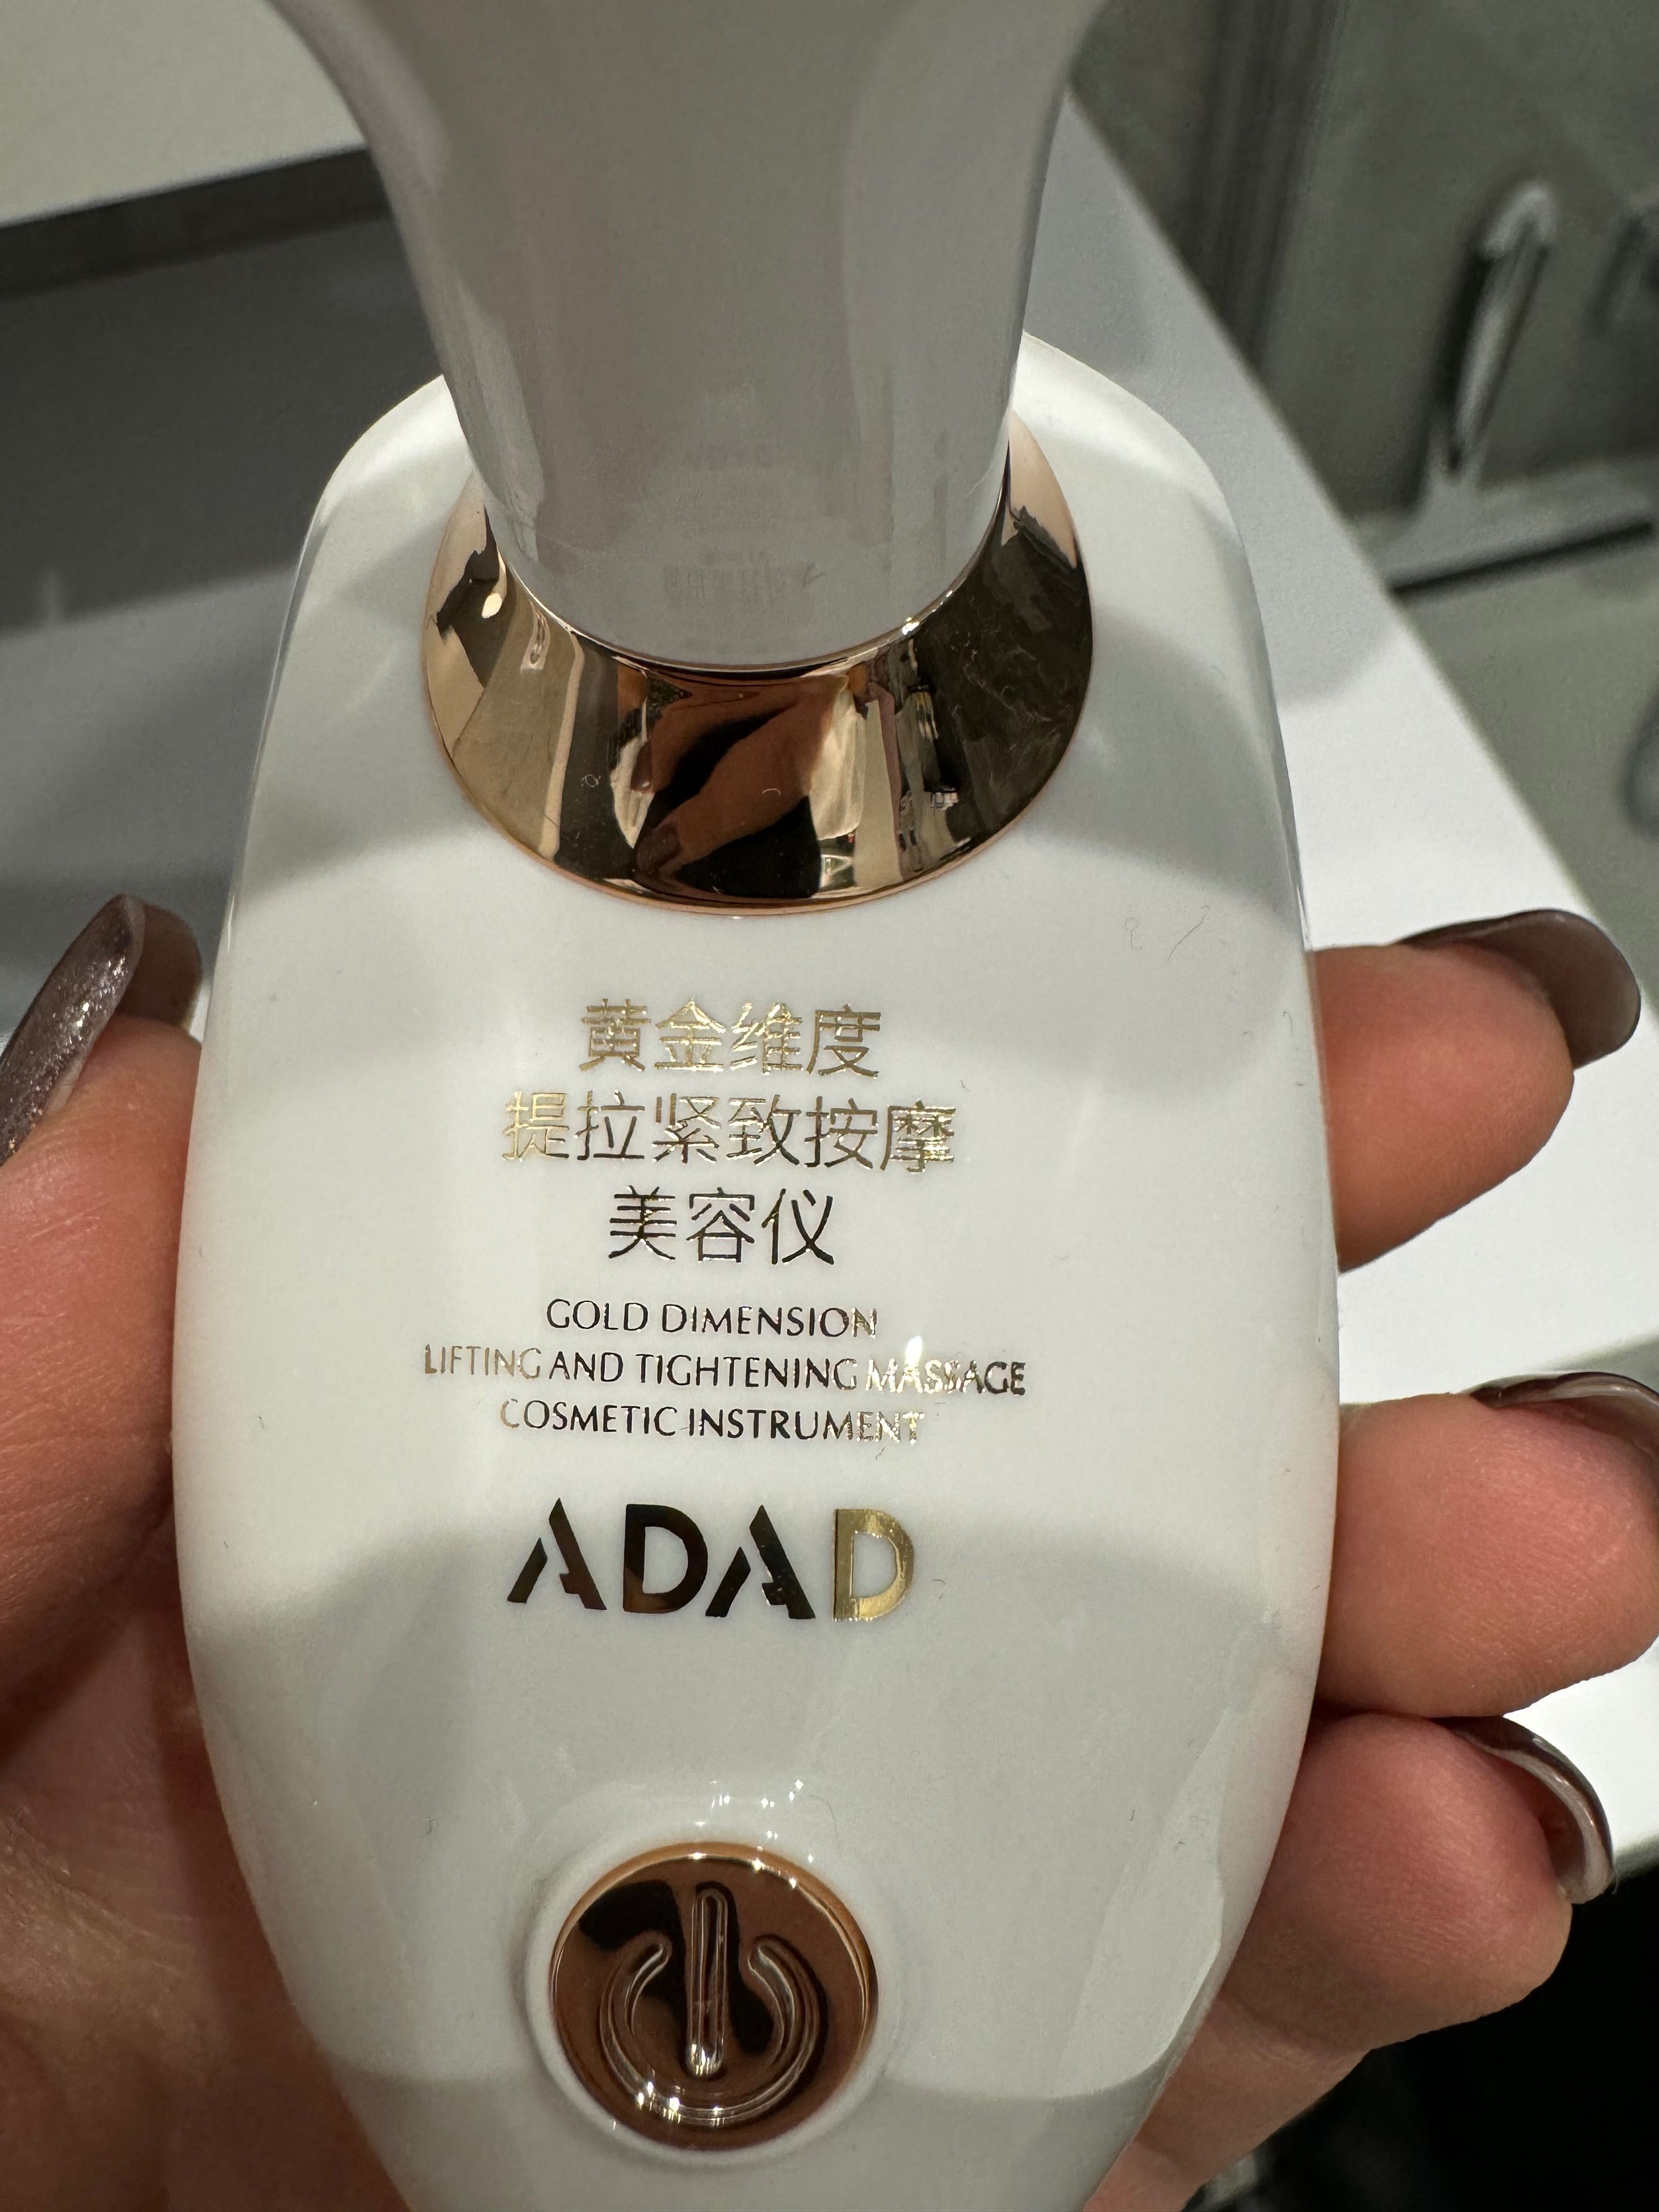 黄金维度
提拉紧致按摩
美容仪
GOLD DIMENSION
LIFTING AND TIGHTENING MASSAGE
COSMETIC INSTRUMENT
ADAD